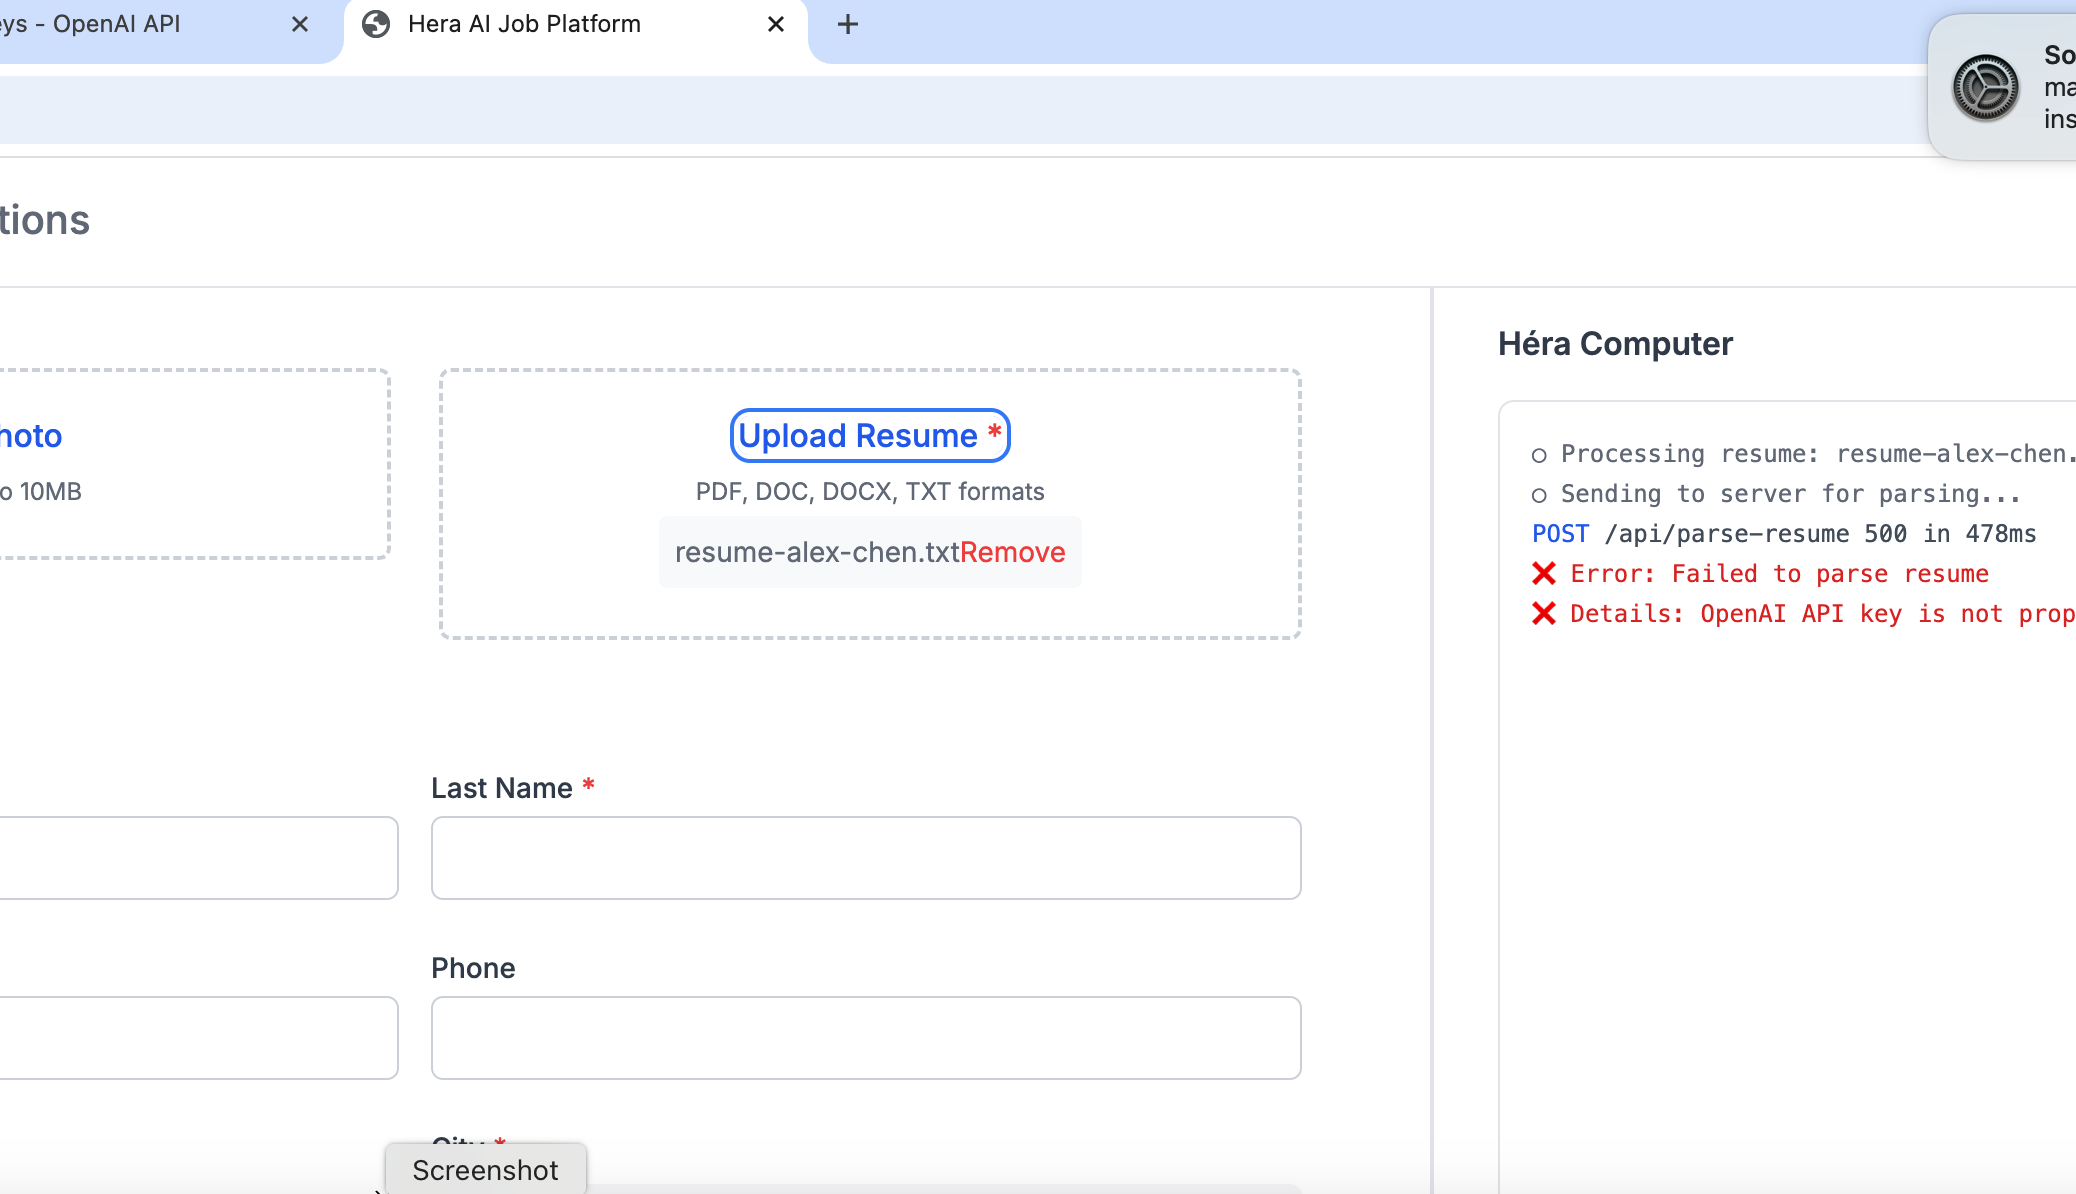 eys - OpenAI API
Hera AI Job Platform
So
ma
ins
tions
Héra Computer
hoto
o 10MB
Upload Resume *
PDF, DOC, DOCX, TXT formats
resume-alex-chen.txtRemove
○ Processing resume: resume-alex-chen.
○ Sending to server for parsing...
POST /api/parse-resume 500 in 478ms
❌ Error: Failed to parse resume
❌ Details: OpenAI API key is not prop
Last Name *
Phone
City *
Screenshot